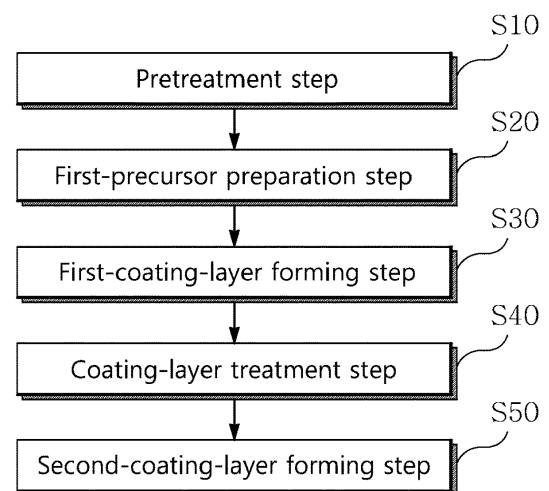 S10
Pretreatment step
S20
First-precursor preparation step
S30
First-coating-layer forming step
S40
Coating-layer treatment step
S50
Second-coating-layer forming step